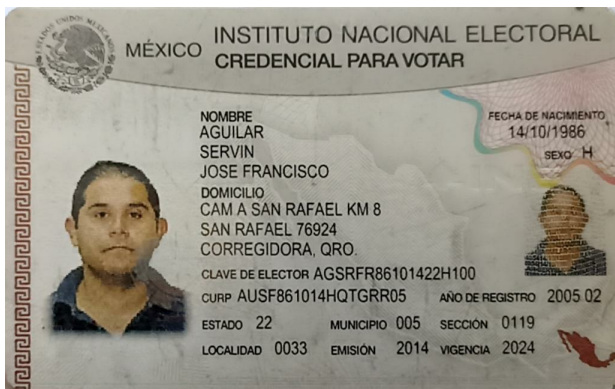 MÉXICO
INSTITUTO NACIONAL ELECTORAL
CREDENCIAL PARA VOTAR
NOMBRE
AGUILAR
SERVIN
JOSE FRANCISCO
FECHA DE NACIMIENTO
14/10/1986
SEXO H
DOMICILIO
CAM A SAN RAFAEL KM 8
SAN RAFAEL 76924
CORREGIDORA, QRO.
CLAVE DE ELECTOR AGSRFR86101422H100
CURP AUSF861014HQTGRR05 AÑO DE REGISTRO 2005 02
ESTADO 22 MUNICIPIO 005 SECCIÓN 0119
LOCALIDAD 0033 EMISIÓN 2014 VIGENCIA 2024